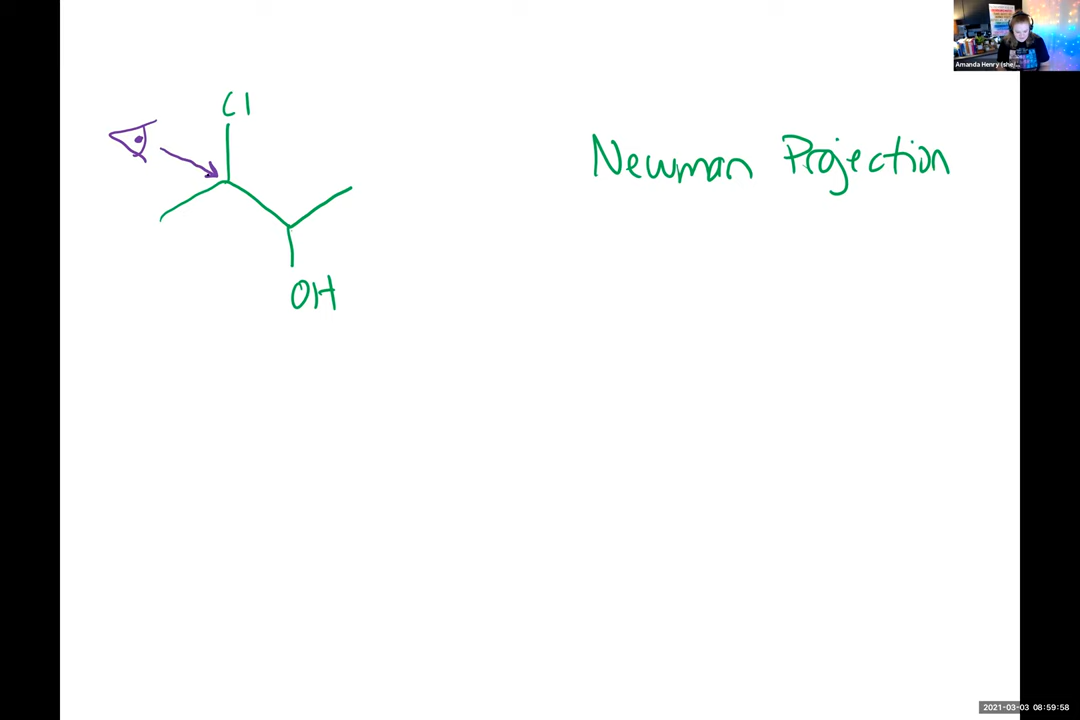 Cl
Newman Projection
OH
Amanda Henry (she/...
2021-03-03 08:59:58